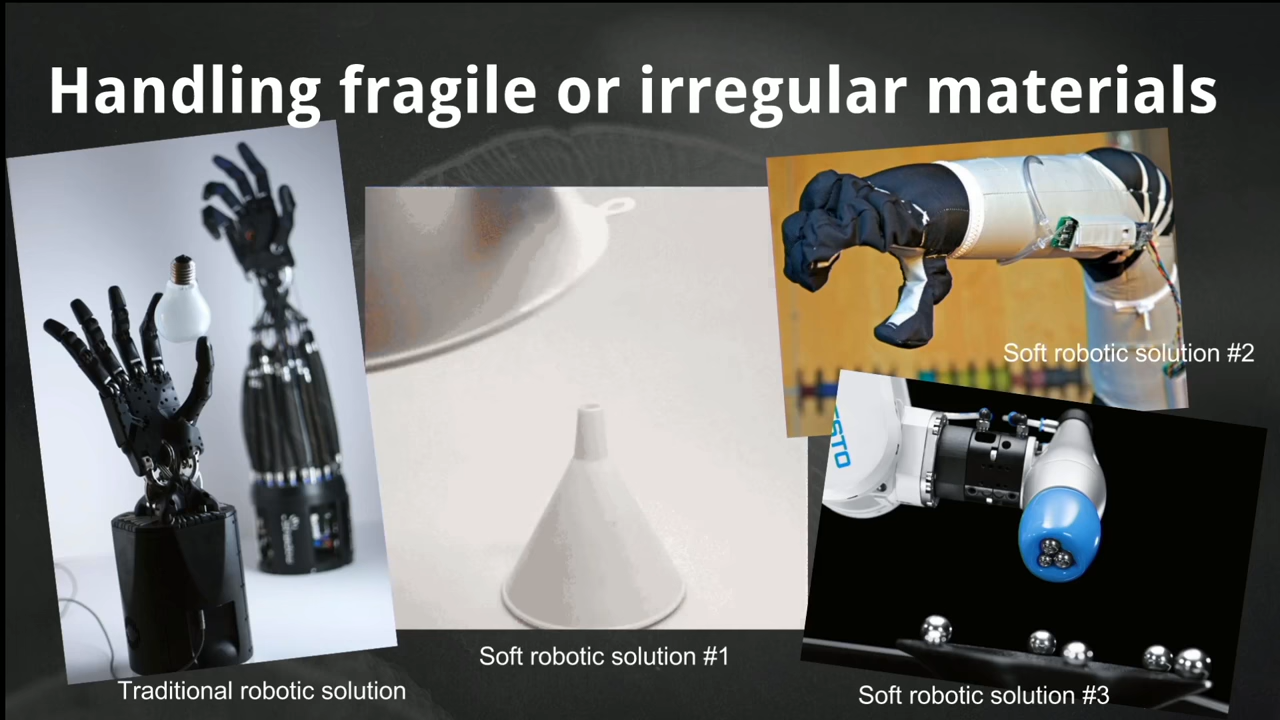 Handling fragile or irregular materials
Soft robotic solution #2
Soft robotic solution #1
Traditional robotic solution
Soft robotic solution #3